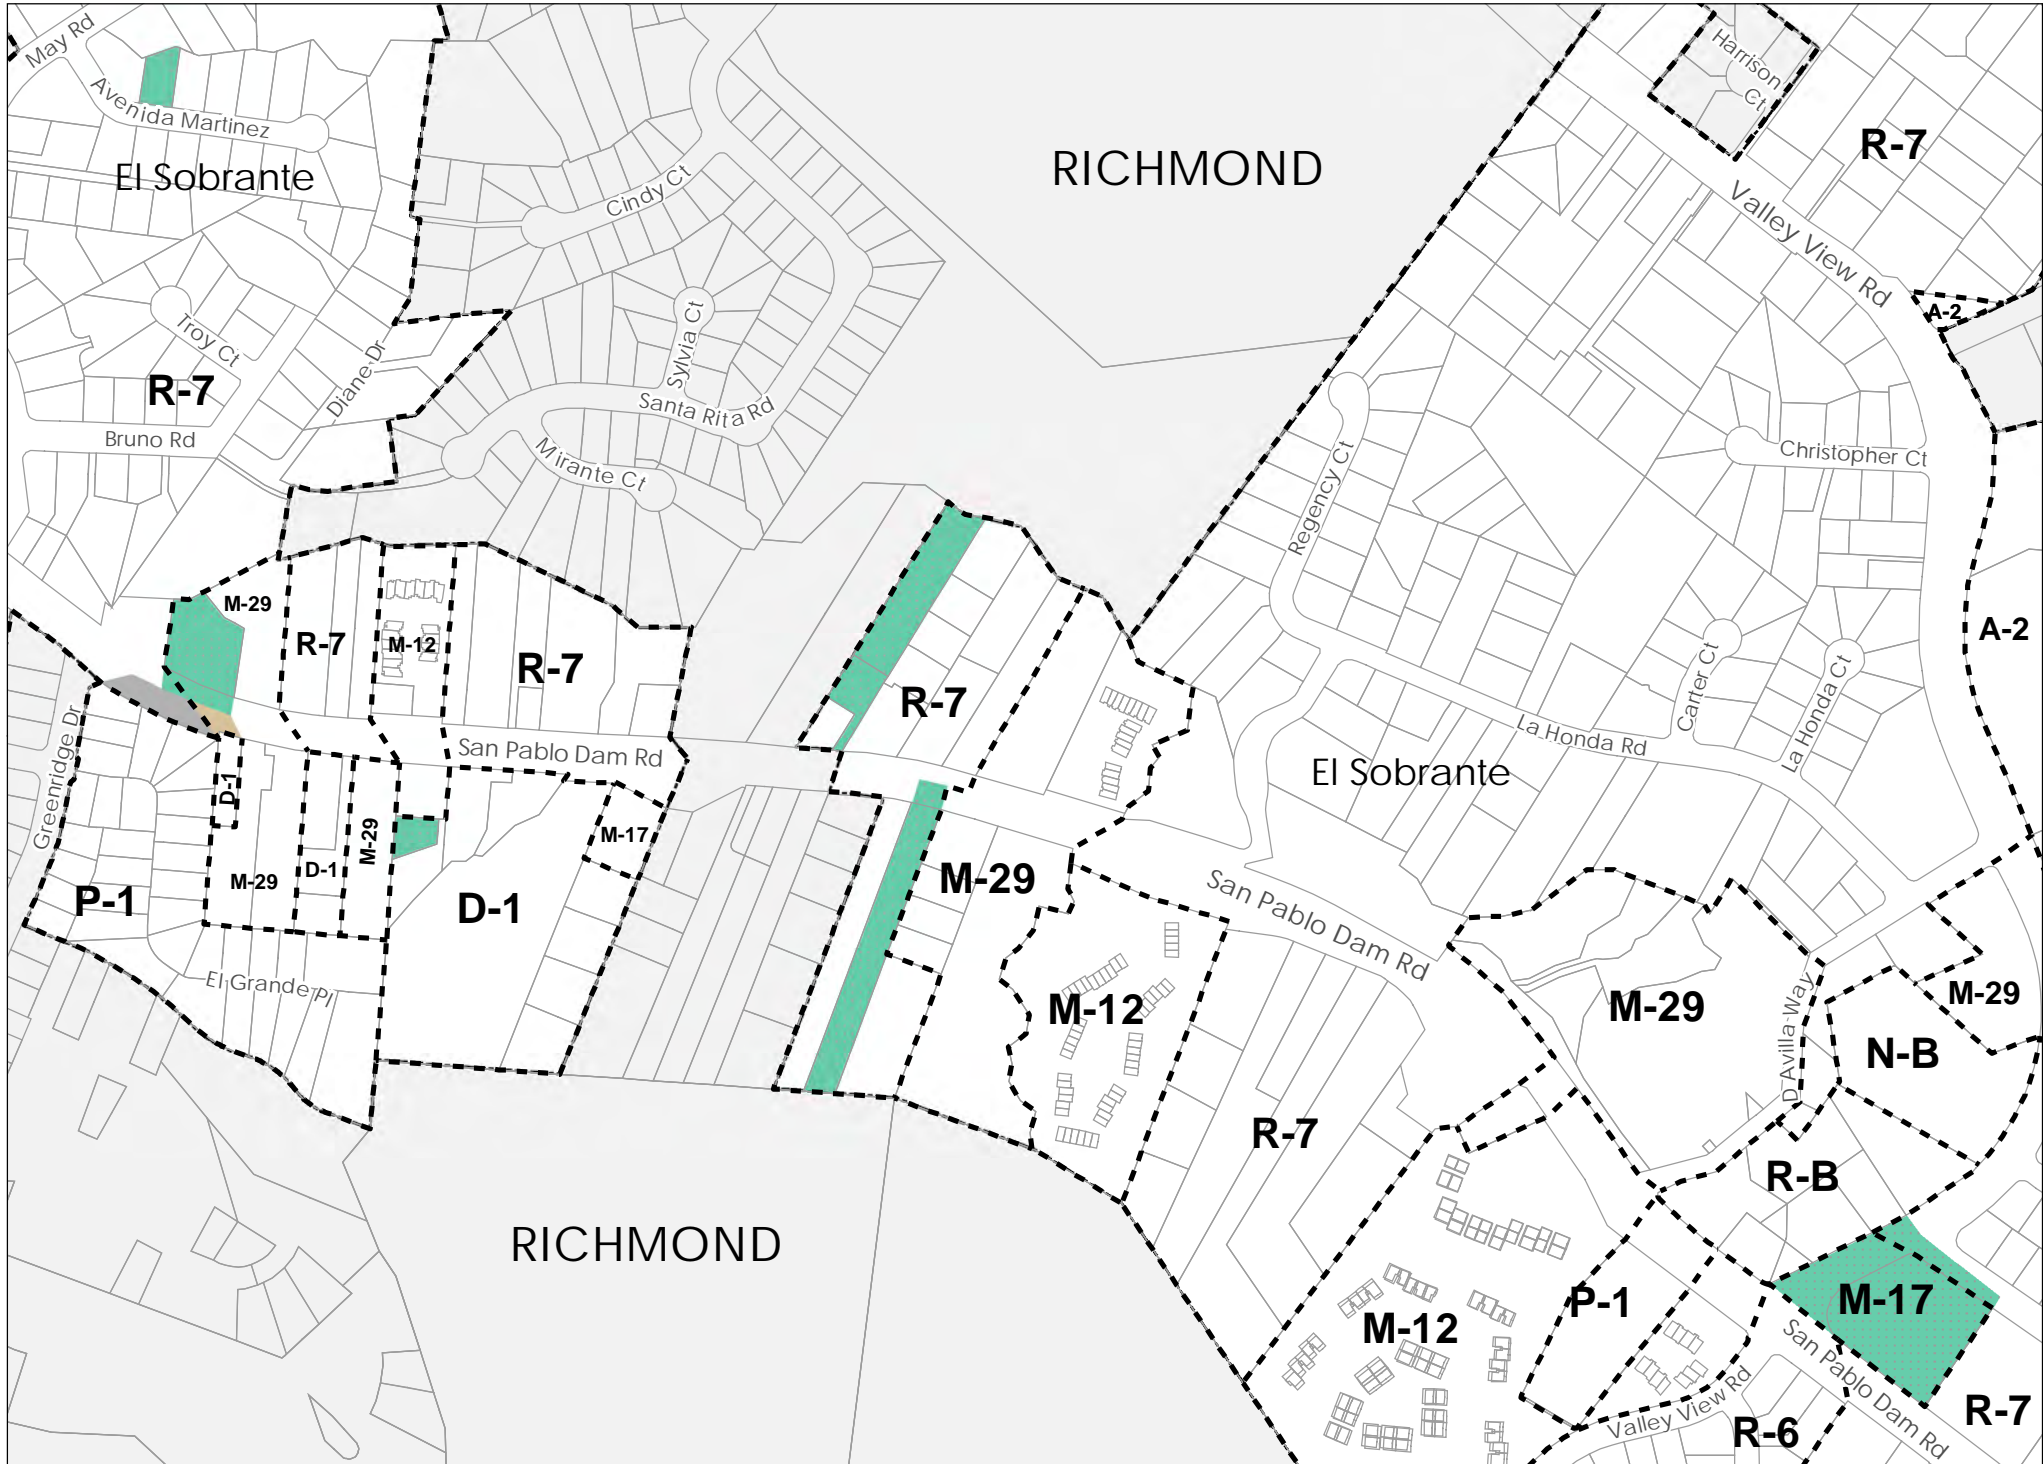 May Rd
Harrison
Ct
Avenida Martinez
R-7
El Sobrante
RICHMOND
Cindy Ct
Valley View Rd
A-2
Troy Ct
Sylvia Ct
Diane Dr
R-7
Santa Rita Rd
Bruno Rd
Mirante Ct
Regency Ct
Christopher Ct
M-29
R-7
M-12
R-7
R-7
A-2
Carter Ct
La Honda Ct
La Honda Rd
San Pablo Dam Rd
El Sobrante
Greenridge Dr
D-1
M-29
M-17
D-1
M-29
P-1
D-1
M-29
San Pablo Dam Rd
El Grande Pl
M-12
M-29
M-29
D Avilla Way
N-B
R-7
R-B
RICHMOND
M-12
P-1
M-17
San Pablo Dam Rd
Valley View Rd
R-6
R-7